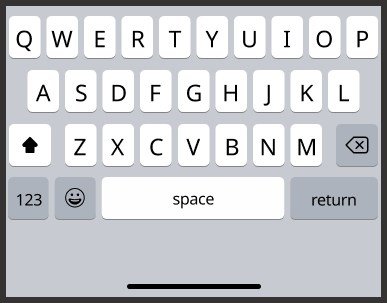 Q W E R T Y U I O P
A S D F G H J K L
Z X C V B N M
123 space return